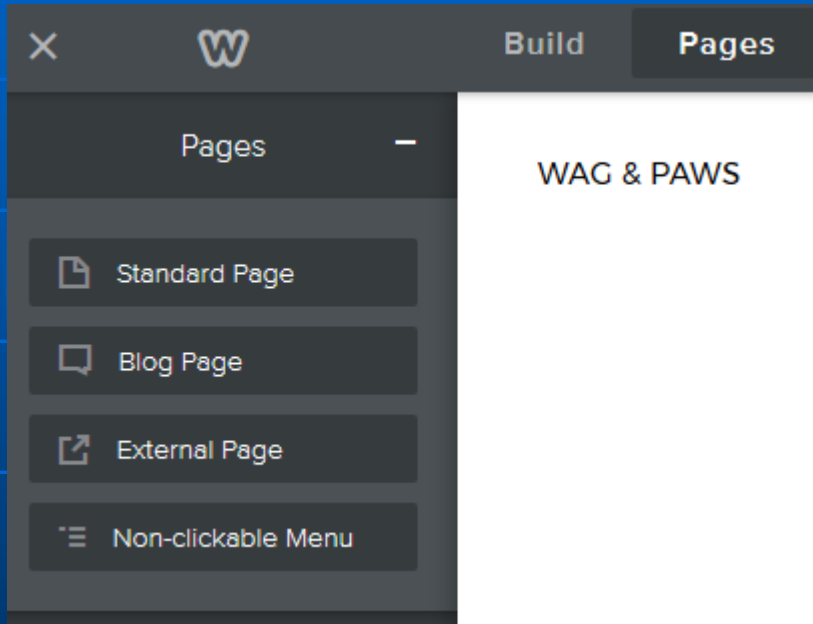 Build Pages
Pages
WAG & PAWS
Standard Page
Blog Page
External Page
Non-clickable Menu